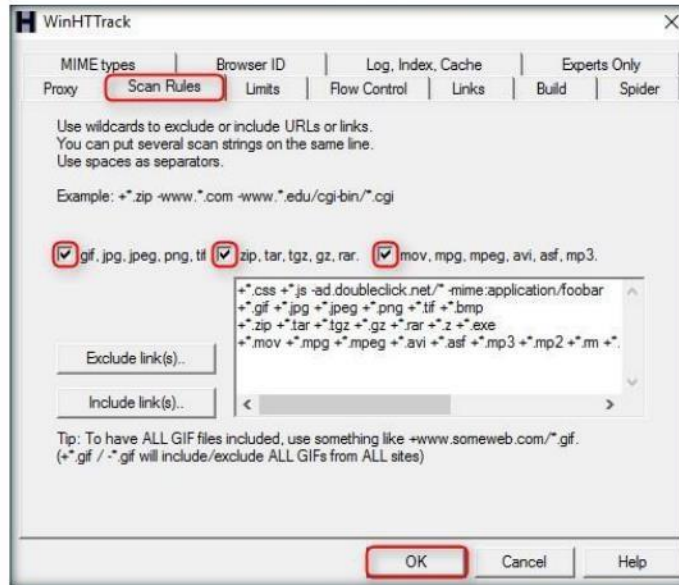 WinHTTrack
MIME types Browser ID Log, Index, Cache Experts Only
Proxy Scan Rules Limits Flow Control Links Build Spider
Use wildcards to exclude or include URLs or links.
You can put several scan strings on the same line.
Use spaces as separators.
Example: +*.zip -www.*.com -www.*.edu/cgi-bin/*.cgi
gif, jpg, jpeg, png, tif zip, tar, tgz, gz, rar. mov, mpg, mpeg, avi, asf, mp3.
+*.css +*.js -ad.doubleclick.net/* -mime:application/foobar
+*.gif +*.jpg +*.jpeg +*.png +*.tif +*.bmp
+*.zip +*.tar +*.tgz +*.gz +*.rar +*.z +*.exe
+*.mov +*.mpg +*.mpeg +*.avi +*.asf +*.mp3 +*.mp2 +*.rm +*.
Exclude link(s)..
Include link(s)..
Tip: To have ALL GIF files included, use something like +www.someweb.com/*.gif.
(+*.gif / -*.gif will include/exclude ALL GIFs from ALL sites)
OK Cancel Help